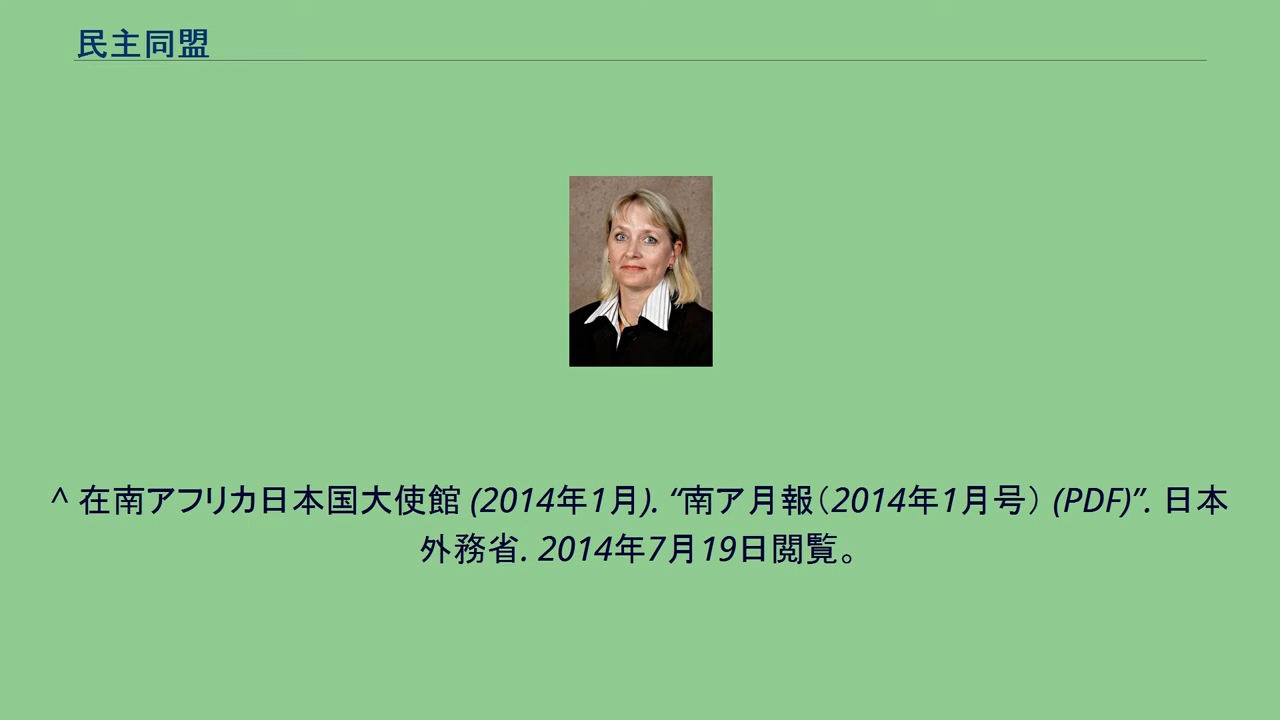 民主同盟
^ 在南アフリカ日本国大使館 (2014年1月). “南ア月報（2014年1月号） (PDF)”. 日本
外務省. 2014年7月19日閲覧。